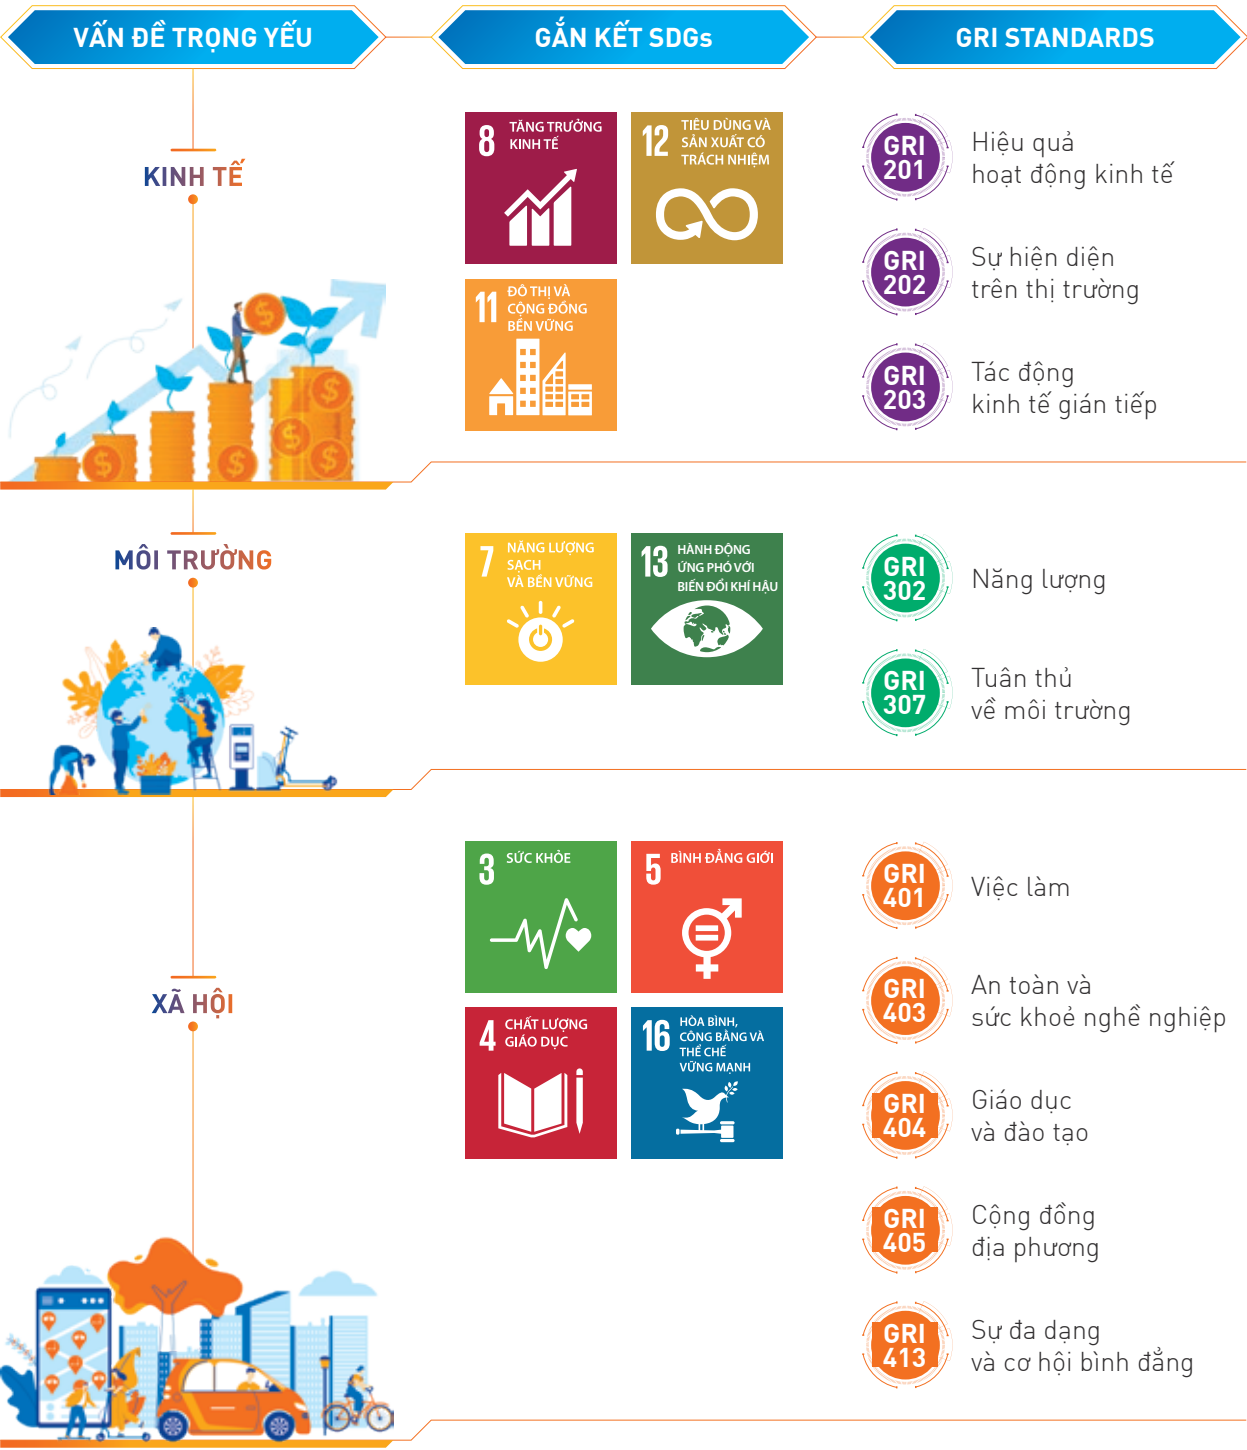 VẤN ĐỀ TRỌNG YẾU
GẮN KẾT SDGs
GRI STANDARDS
KINH TẾ
8
TĂNG TRƯỞNG
KINH TẾ
12
TIÊU DÙNG VÀ
SẢN XUẤT CÓ
TRÁCH NHIỆM
11
ĐÔ THỊ VÀ
CỘNG ĐỒNG
BỀN VỮNG
GRI
201
Hiệu quả
hoạt động kinh tế
GRI
202
Sự hiện diện
trên thị trường
GRI
203
Tác động
kinh tế gián tiếp
MÔI TRƯỜNG
7
NĂNG LƯỢNG
SẠCH
VÀ BỀN VỮNG
13
HÀNH ĐỘNG
ỨNG PHÓ VỚI
BIẾN ĐỔI KHÍ HẬU
GRI
302
Năng lượng
GRI
307
Tuân thủ
về môi trường
XÃ HỘI
3
SỨC KHỎE
5
BÌNH ĐẲNG GIỚI
4
CHẤT LƯỢNG
GIÁO DỤC
16
HÒA BÌNH,
CÔNG BẰNG VÀ
THỂ CHẾ
VỮNG MẠNH
GRI
401
Việc làm
GRI
403
An toàn và
sức khoẻ nghề nghiệp
GRI
404
Giáo dục
và đào tạo
GRI
405
Cộng đồng
địa phương
GRI
413
Sự đa dạng
và cơ hội bình đẳng